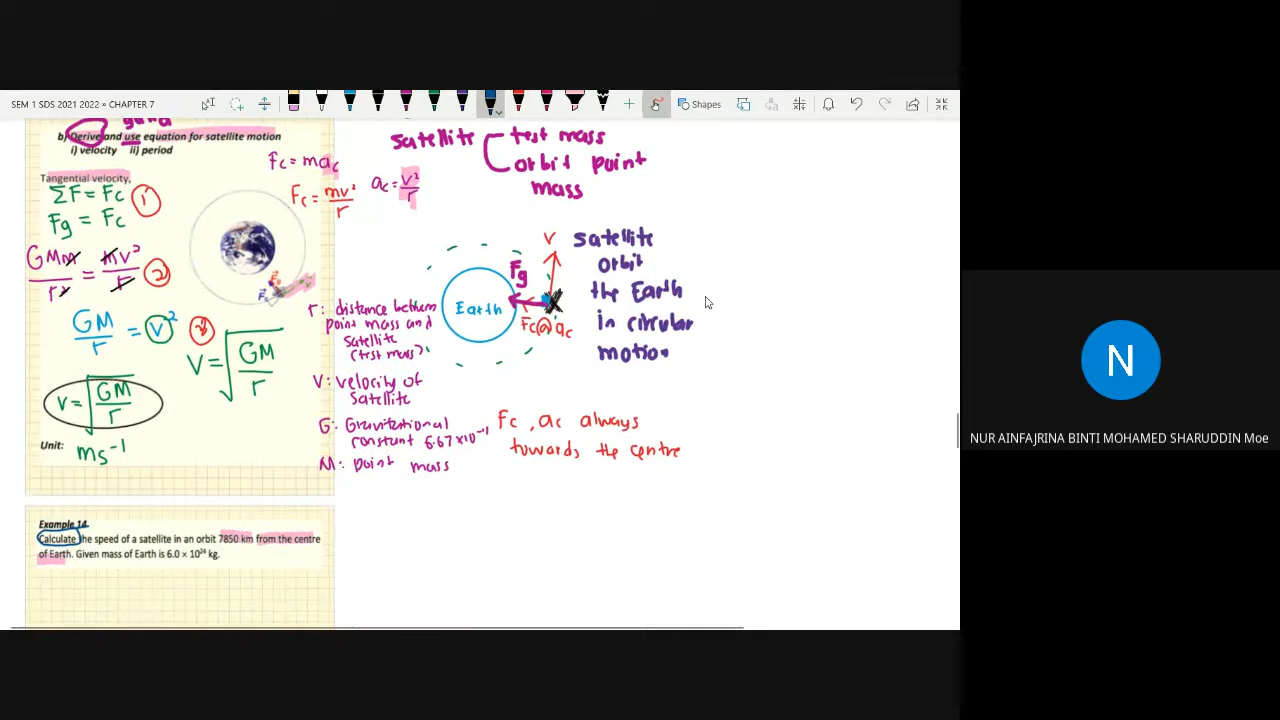 SEM 1 SDS 2021 2022 » CHAPTER 7
Shapes
b) Derive and use equation for satellite motion
i) velocity ii) period
Tangential velocity,
ΣF = Fc ①
Fg = Fc
GMm/r² = mv²/r ②
GM/r = v² ③
v = √GM/r
v = √GM/r
Unit: ms⁻¹
Fc = mac
Fc = mv²/r
ac = v²/r
satellite
test mass
orbit point
mass
v
Fg
Earth
Fc @ ac
satellite
orbit
the Earth
in circular
motion
r: distance between
point mass and
satellite
(test mass)
V: velocity of
satellite
G: Gravitational
constant 6.67×10⁻¹¹
M: point mass
Fc, ac always
towards the centre
Example 14
Calculate the speed of a satellite in an orbit 7850 km from the centre
of Earth. Given mass of Earth is 6.0 × 10²⁴ kg.
N
NUR AINFAJRINA BINTI MOHAMED SHARUDDIN Moe